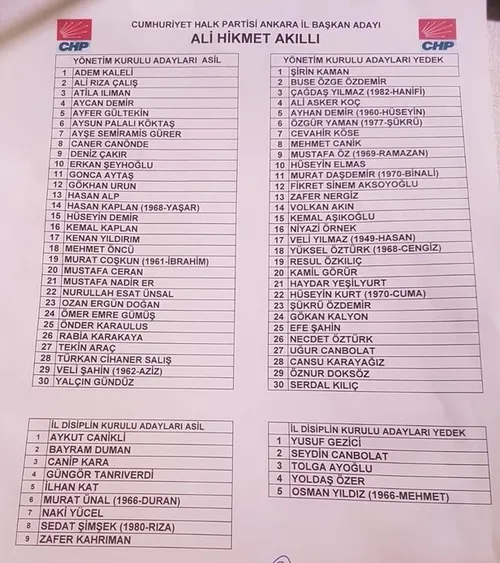 CUMHURİYET HALK PARTİSİ ANKARA İL BAŞKAN ADAYI
ALİ HİKMET AKILLI
CHP
CHP
YÖNETİM KURULU ADAYLARI ASİL
1 ADEM KALELİ
2 ALİ RIZA ÇALIŞ
3 ATİLA ILIMAN
4 AYCAN DEMİR
5 AYFER GÜLTEKİN
6 AYSUN PALALI KÖKTAŞ
7 AYŞE SEMİRAMİS GÜRER
8 CANER CANÖNDE
9 DENİZ ÇAKIR
10 ERKAN ŞEYHOĞLU
11 GONCA AYTAŞ
12 GÖKHAN URUN
13 HASAN ALP
14 HASAN KAPLAN (1968-YAŞAR)
15 HÜSEYİN DEMİR
16 KEMAL KAPLAN
17 KENAN YILDIRIM
18 MEHMET ÖNCÜ
19 MURAT COŞKUN (1961-İBRAHİM)
20 MUSTAFA CERAN
21 MUSTAFA NADİR ER
22 NURULLAH ESAT ÜNSAL
23 OZAN ERGÜN DOĞAN
24 ÖMER EMRE GÜMÜŞ
25 ÖNDER KARAULUS
26 RABİA KARAKAYA
27 TEKİN ARAÇ
28 TÜRKAN CİHANER SALIŞ
29 VELİ ŞAHİN (1962-AZİZ)
30 YALÇIN GÜNDÜZ
YÖNETİM KURULU ADAYLARI YEDEK
1 ŞİRİN KAMAN
2 BUSE ÖZGE ÖZDEMİR
3 ÇAĞDAŞ YILMAZ (1982-HANİFİ)
4 ALİ ASKER KOÇ
5 AYHAN DEMİR (1960-HÜSEYİN)
6 ÖZGÜR YAMAN (1977-ŞÜKRÜ)
7 CEVAHİR KÖSE
8 MEHMET CANİK
9 MUSTAFA ÖZ (1969-RAMAZAN)
10 HÜSEYİN ELMAS
11 MURAT DAŞDEMİR (1970-BİNALİ)
12 FİKRET SİNEM AKSOYOĞLU
13 ZAFER NERGİZ
14 VOLKAN AKIN
15 KEMAL AŞIKOĞLU
16 NİYAZİ ÖRNEK
17 VELİ YILMAZ (1949-HASAN)
18 YÜKSEL ÖZTÜRK (1968-CENGİZ)
19 RESUL ÖZKILIÇ
20 KAMİL GÖRÜR
21 HAYDAR YEŞİLYURT
22 HÜSEYİN KURT (1970-CUMA)
23 ŞÜKRÜ ÖZDEMİR
24 GÖKAN KALYON
25 EFE ŞAHİN
26 NECDET ÖZTÜRK
27 UĞUR CANBOLAT
28 CANSU KARAYAĞIZ
29 ÖZNUR DOKSÖZ
30 SERDAL KILIÇ
İL DİSİPLİN KURULU ADAYLARI ASİL
1 AYKUT CANİKLİ
2 BAYRAM DUMAN
3 CANİP KARA
4 GÜNGÖR TANRIVERDİ
5 İLHAN KAT
6 MURAT ÜNAL (1966-DURAN)
7 NAKİ YÜCEL
8 SEDAT ŞİMŞEK (1980-RIZA)
9 ZAFER KAHRIMAN
İL DİSİPLİN KURULU ADAYLARI YEDEK
1 YUSUF GEZİCİ
2 SEYDİN CANBOLAT
3 TOLGA AYOĞLU
4 YOLDAŞ ÖZER
5 OSMAN YILDIZ (1966-MEHMET)